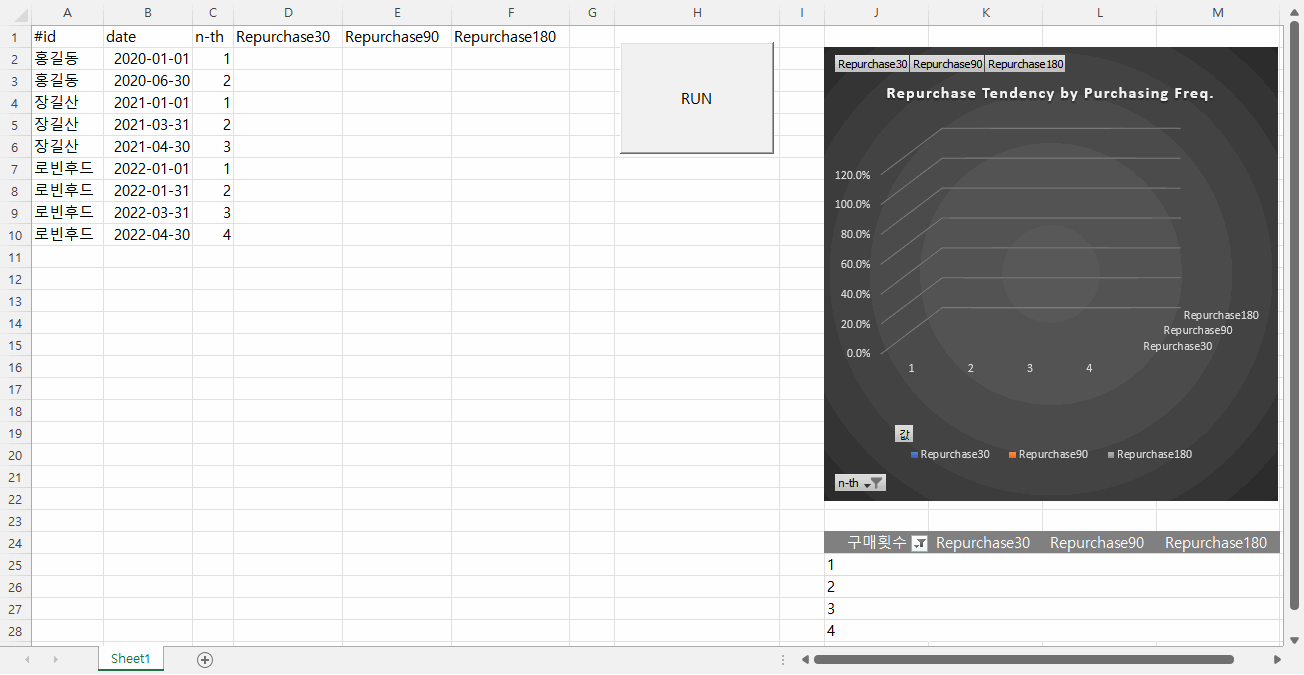 A B C D E F G H I J K L M
1 #id date n-th Repurchase30 Repurchase90 Repurchase180
2 홍길동 2020-01-01 1
3 홍길동 2020-06-30 2
4 장길산 2021-01-01 1
5 장길산 2021-03-31 2
6 장길산 2021-04-30 3
7 로빈후드 2022-01-01 1
8 로빈후드 2022-01-31 2
9 로빈후드 2022-03-31 3
10 로빈후드 2022-04-30 4
11
12
13
14
15
16
17
18
19
20
21
22
23
24
25
26
27
28
RUN
Repurchase30 Repurchase90 Repurchase180
Repurchase Tendency by Purchasing Freq.
120.0%
100.0%
80.0%
60.0%
40.0%
20.0%
0.0%
Repurchase180
Repurchase90
Repurchase30
1 2 3 4
값
Repurchase30 Repurchase90 Repurchase180
n-th
구매횟수 Repurchase30 Repurchase90 Repurchase180
1
2
3
4
Sheet1